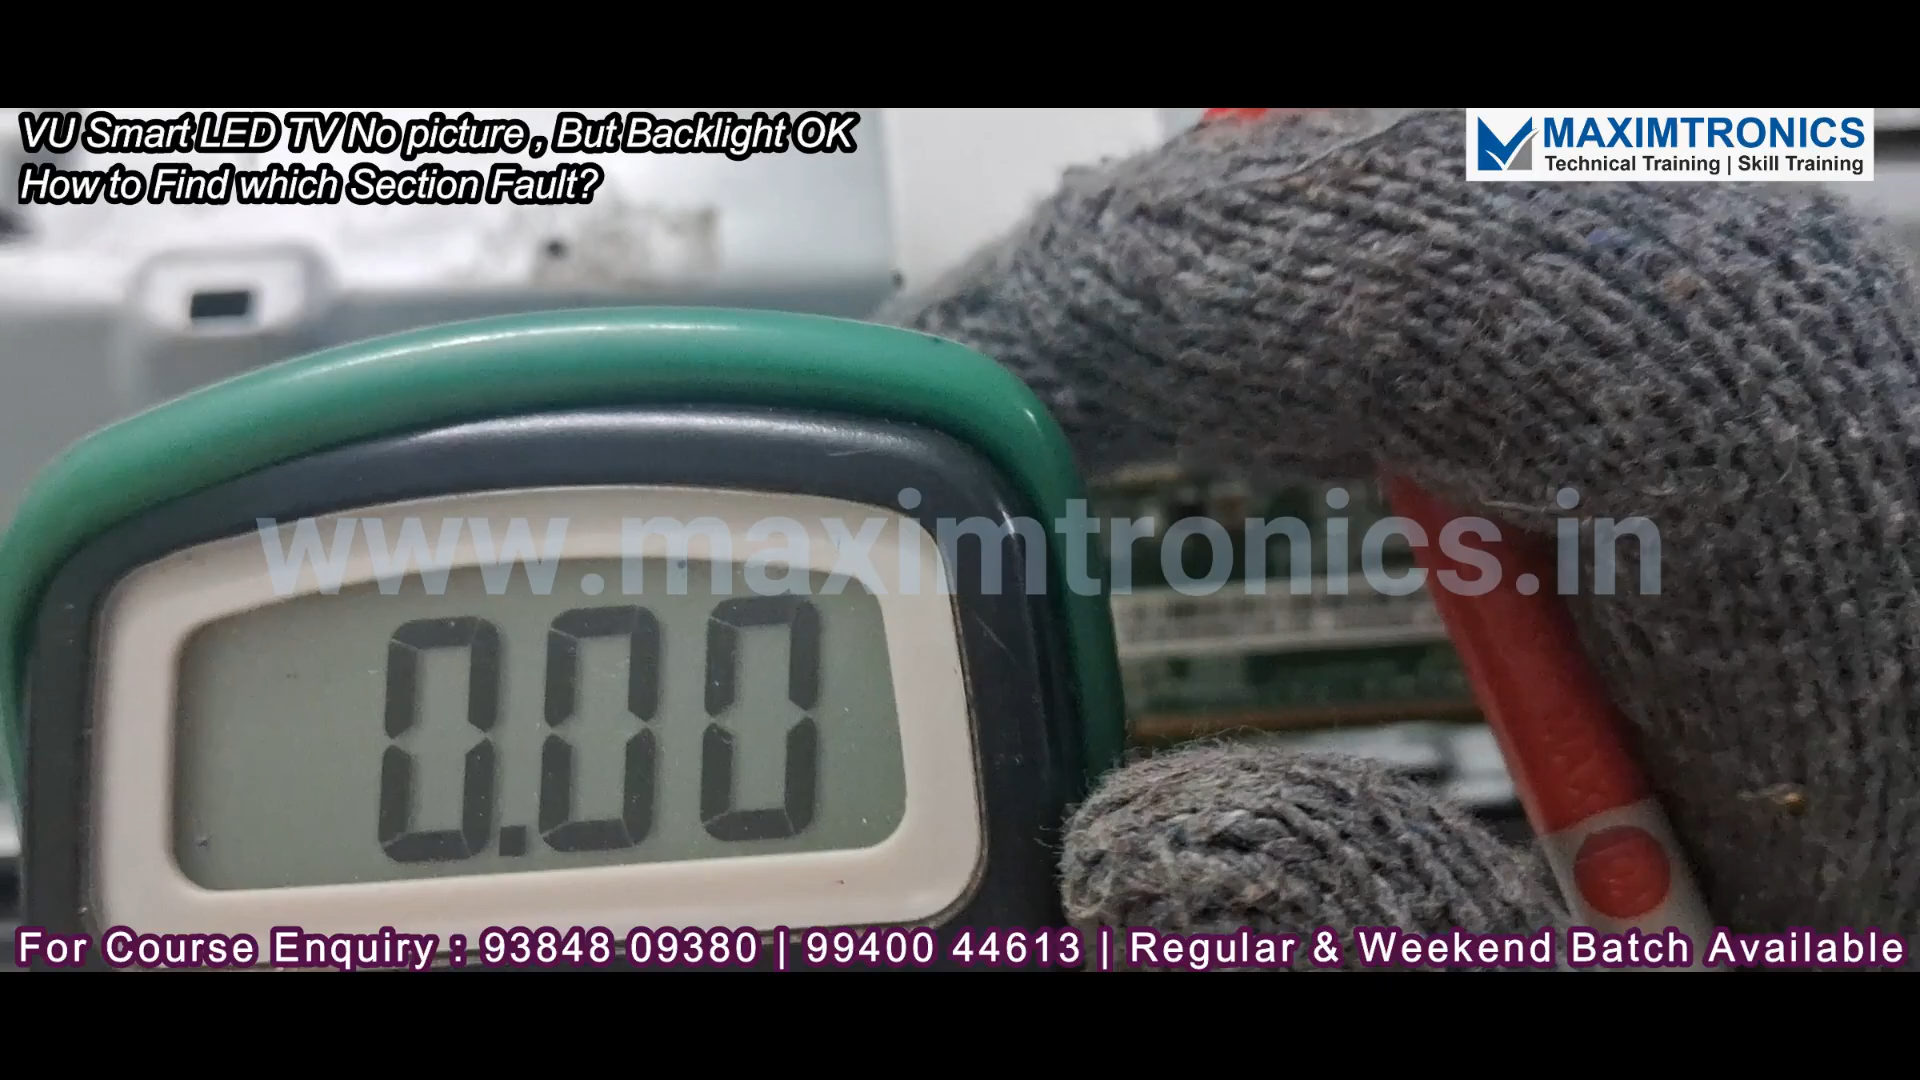 VU Smart LED TV No picture , But Backlight OK
How to Find which Section Fault?
MAXIMTRONICS
Technical Training | Skill Training
www.maximtronics.in
0.00
For Course Enquiry : 93848 09380 | 99400 44613 | Regular & Weekend Batch Available